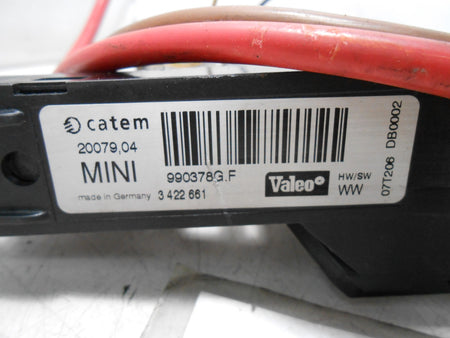 catem
20079,04
MINI
990378G.F
made in Germany 3 422 661
Valeo
HW/SW
WW
07T206 DB0002